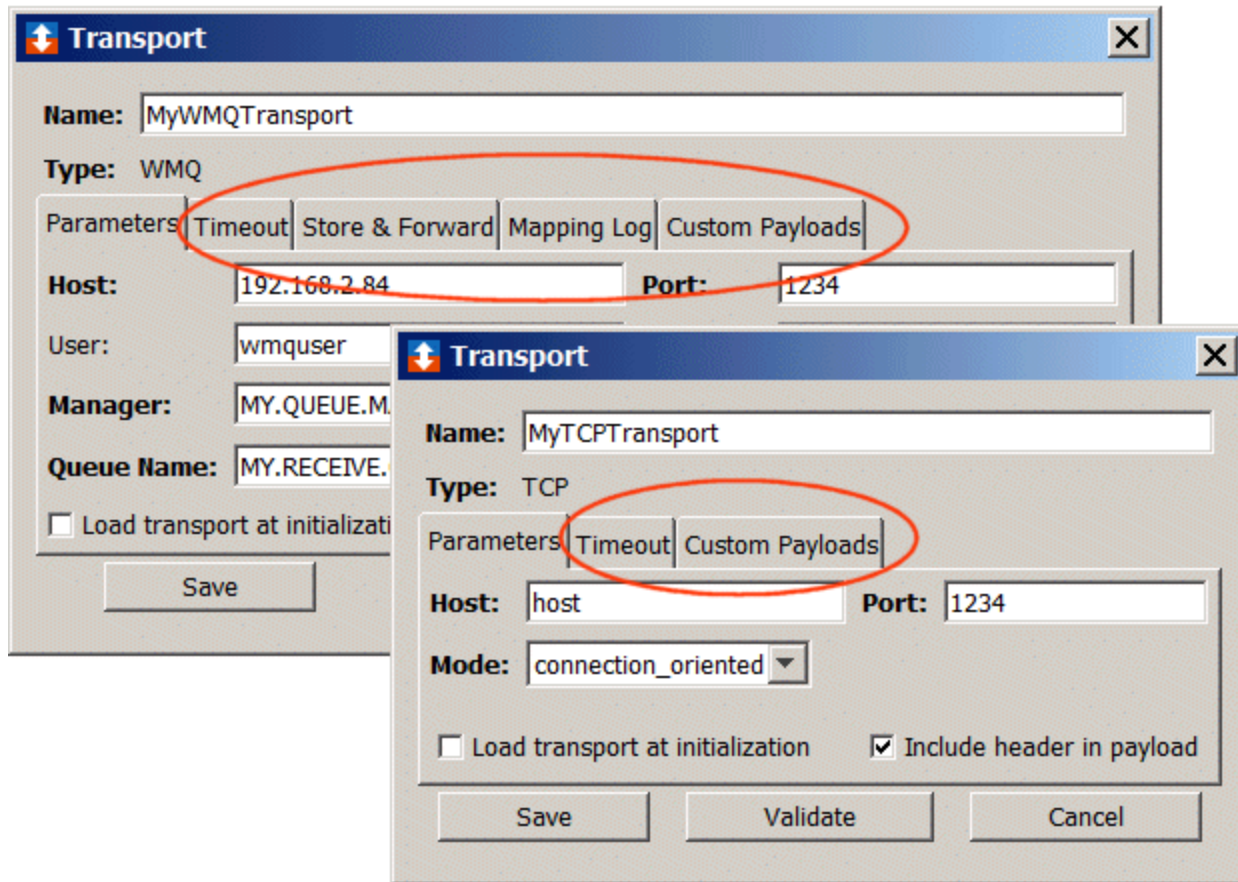 Transport
Name: MyWMQTransport
Type: WMQ
Parameters Timeout Store & Forward Mapping Log Custom Payloads
Host: 192.168.2.84 Port: 1234
User: wmquser
Manager: MY.QUEUE.
Queue Name: MY.RECEIVE.
Load transport at
Save
Transport
Name: MyTCPTransport
Type: TCP
Parameters Timeout Custom Payloads
Host: host Port: 1234
Mode: connection_oriented
Load transport at initialization Include header in payload
Save Validate Cancel